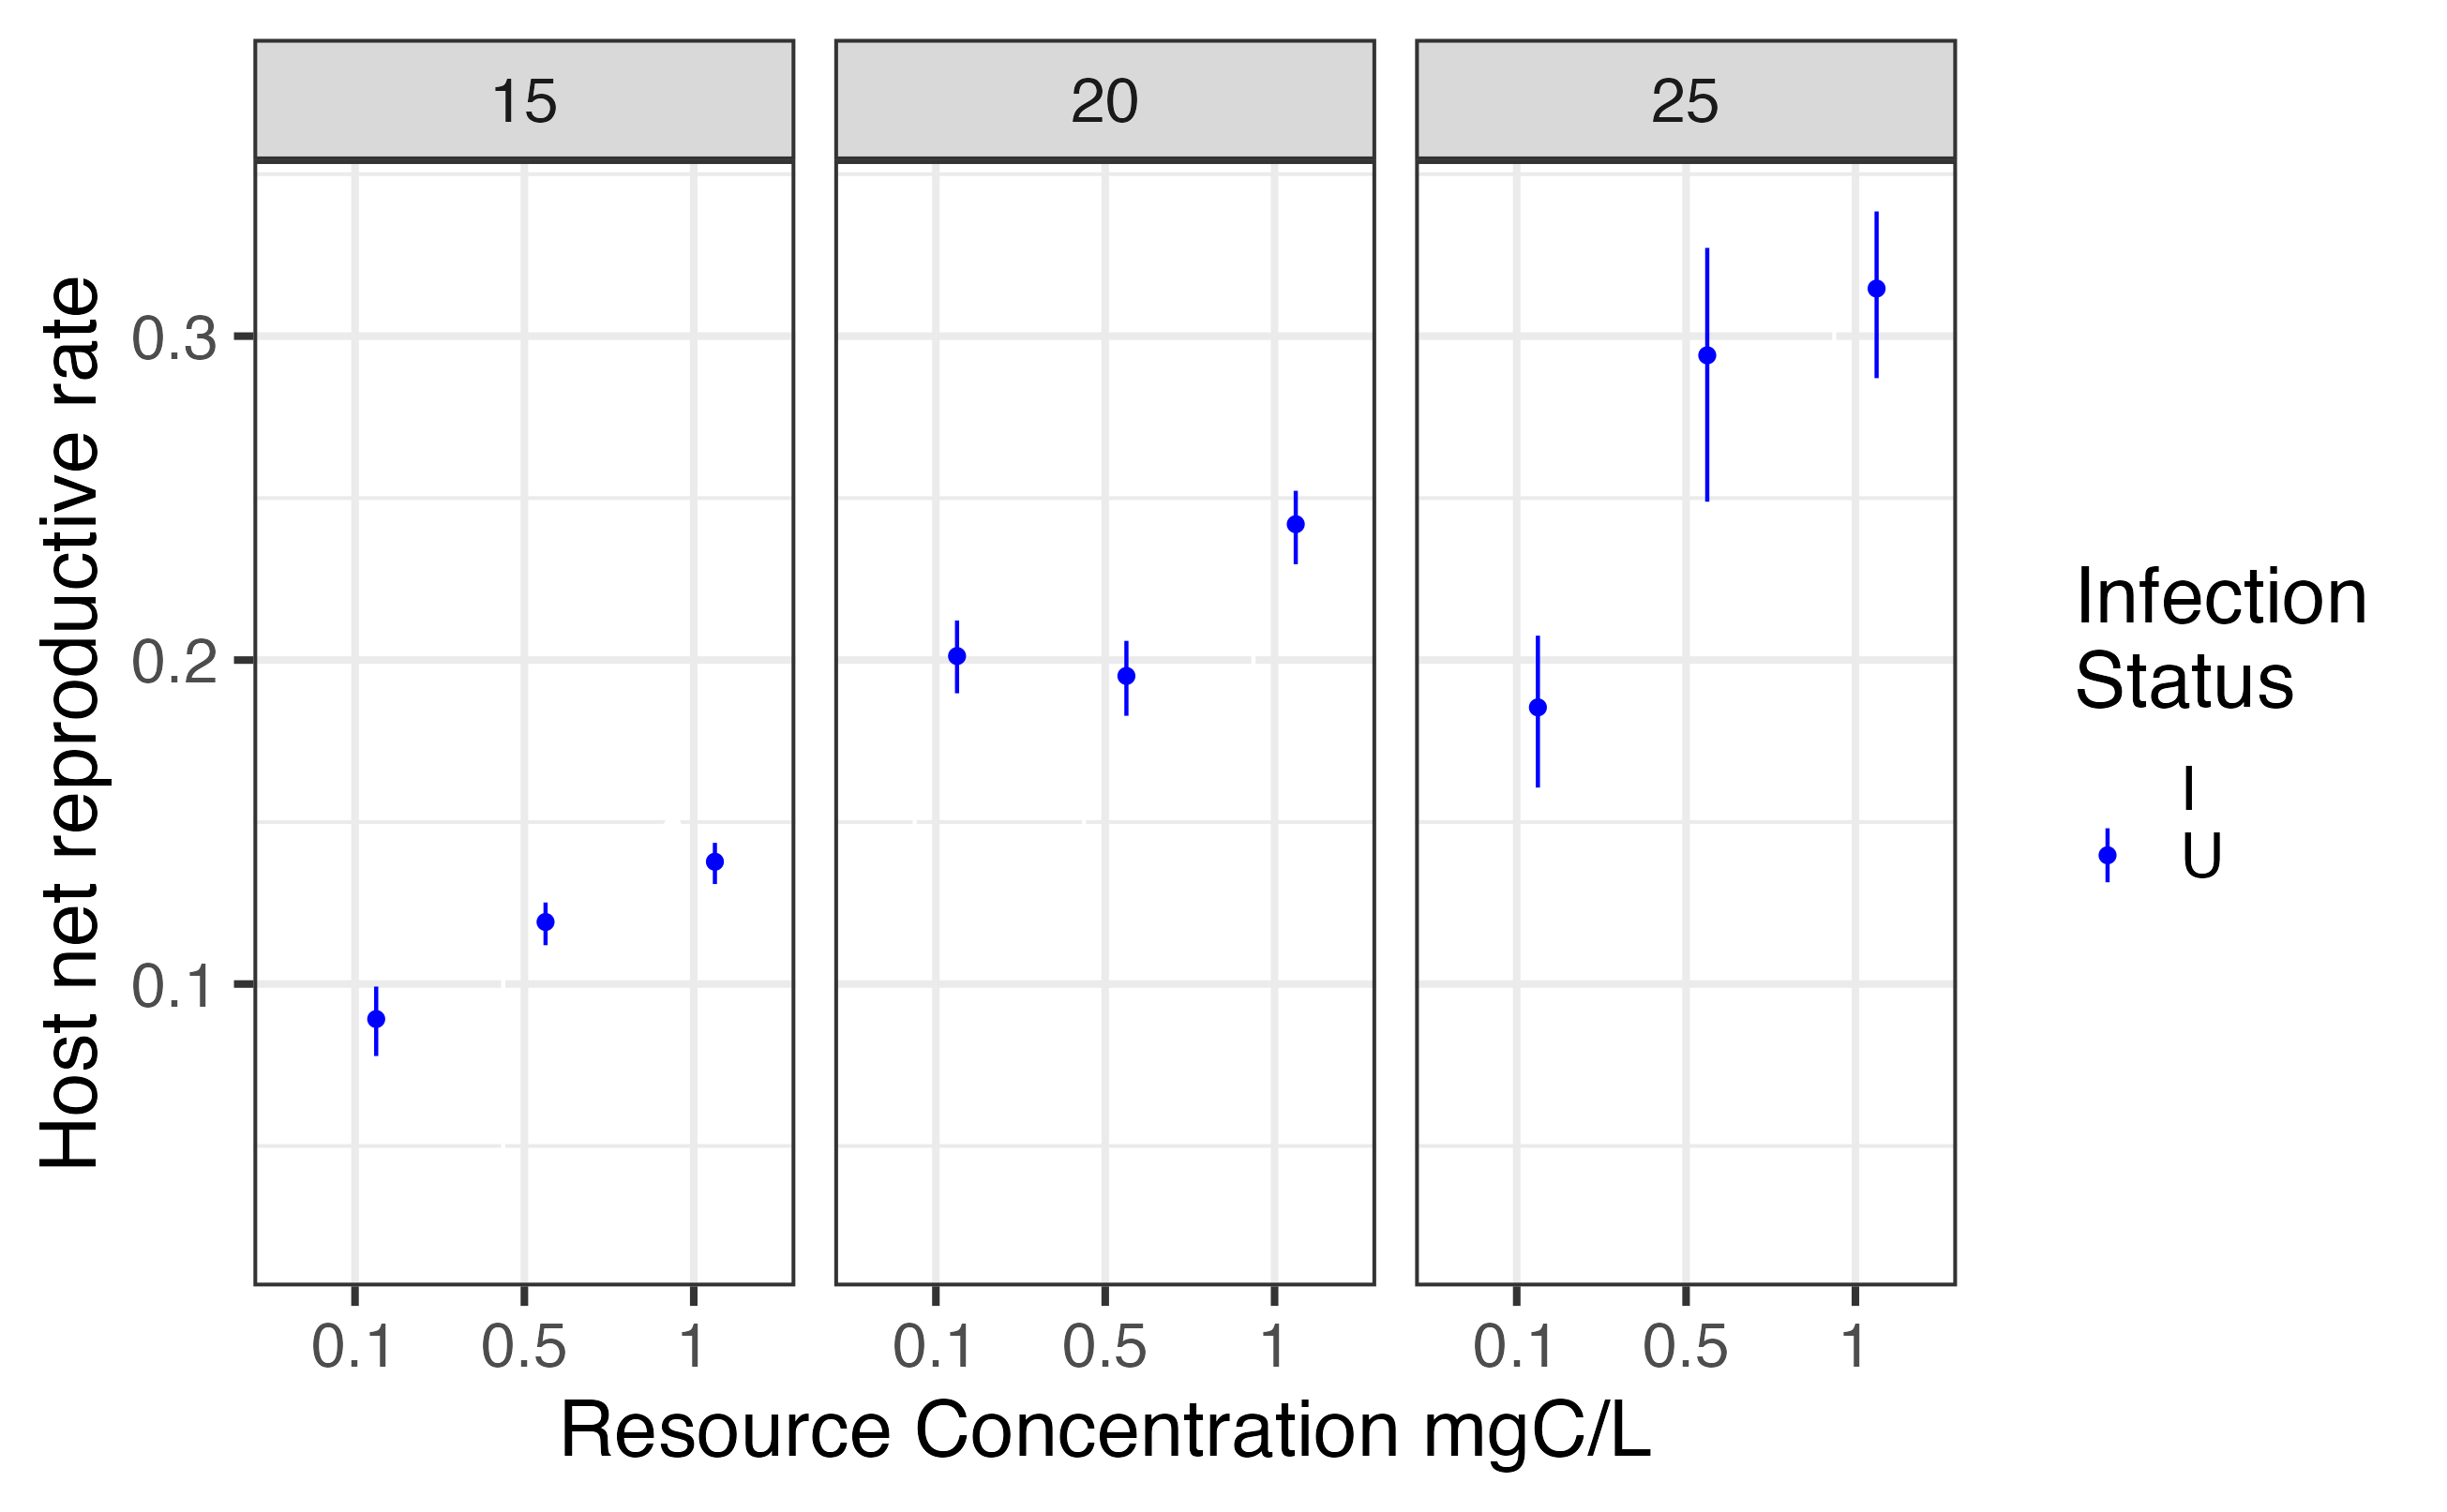 15
20
25
Host net reproductive rate
0.3
0.2
0.1
0.1
0.5
1
0.1
0.5
1
0.1
0.5
1
Resource Concentration mgC/L
Infection
Status
I
U